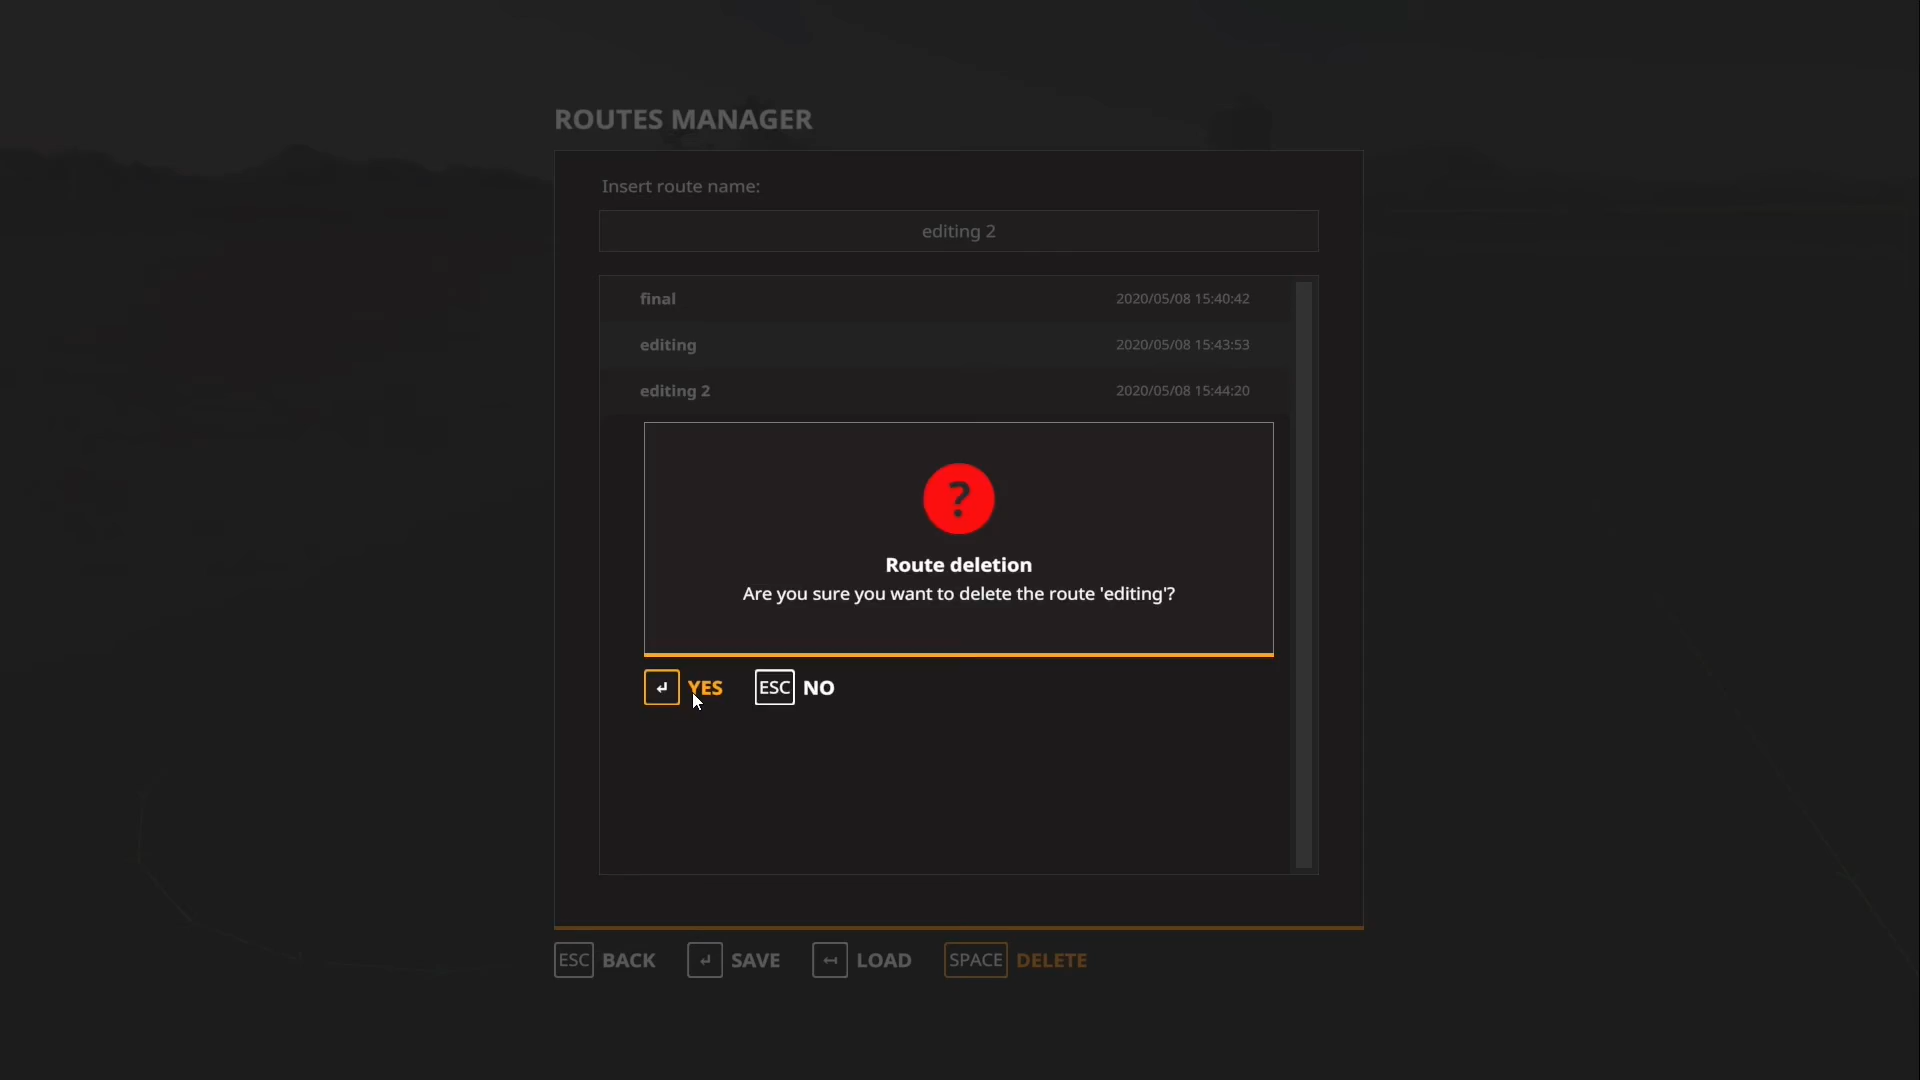 ROUTES MANAGER
Insert route name:
editing 2
final 2020/05/08 15:40:42
editing 2020/05/08 15:43:53
editing 2 2020/05/08 15:44:20
?
Route deletion
Are you sure you want to delete the route 'editing'?
↵ YES ESC NO
ESC BACK ↵ SAVE ↤ LOAD SPACE DELETE